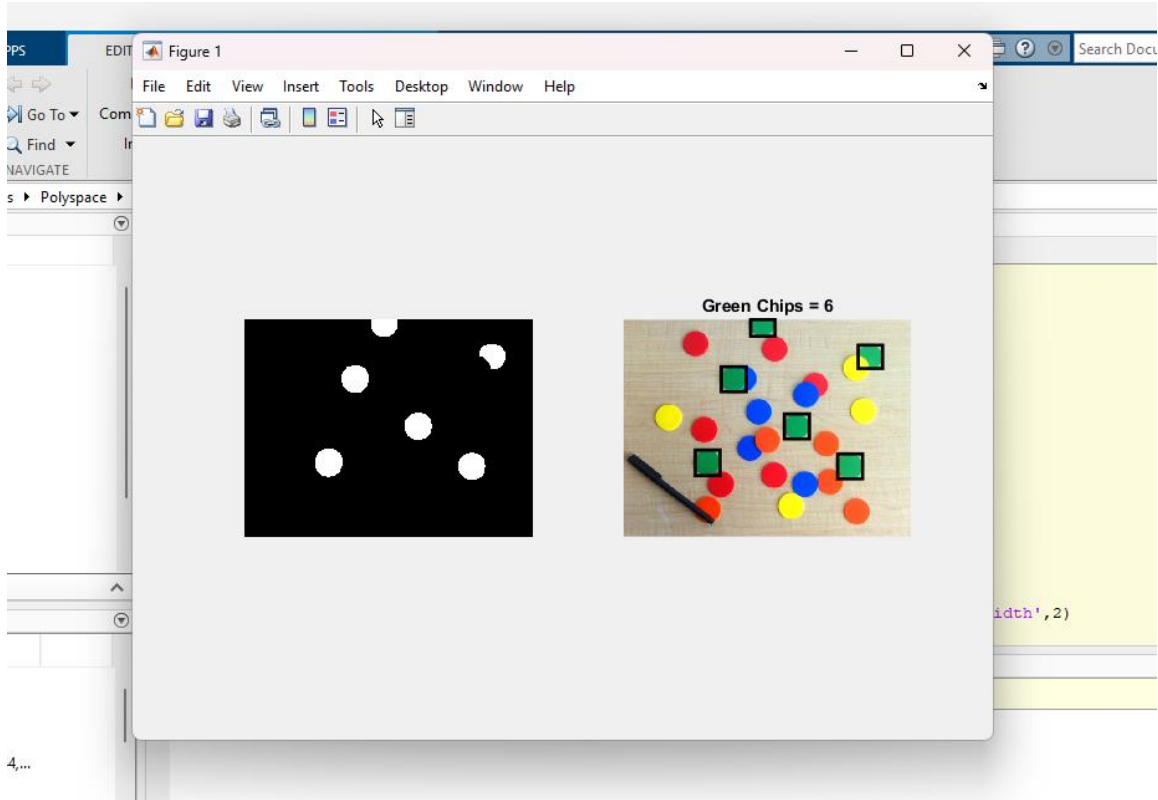 PPS EDIT Figure 1 Search Docu
File Edit View Insert Tools Desktop Window Help
Go To Com
Find In
NAVIGATE
s Polyspace
Green Chips = 6
idth',2)
4,...